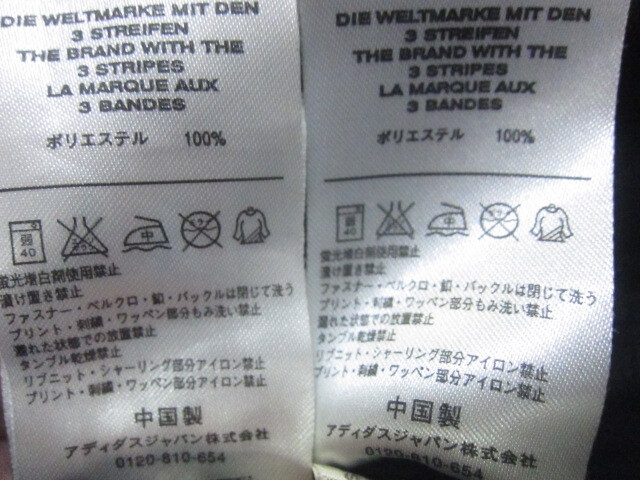 DIE WELTMARKE MIT DEN
3 STREIFEN
THE BRAND WITH THE
3 STRIPES
LA MARQUE AUX
3 BANDES
ポリエステル 100%
弱
40
エンソ
中
蛍光増白剤使用禁止
漬け置き禁止
ファスナー・ベルクロ・釦・バックルは閉じて洗う
プリント・刺繍・ワッペン部分もみ洗い禁止
濡れた状態での放置禁止
タンブル乾燥禁止
リブニット・シャーリング部分アイロン禁止
プリント・刺繍・ワッペン部分アイロン禁止
中国製
アディダスジャパン株式会社
0120-810-654
DIE WELTMARKE MIT DEN
3 STREIFEN
THE BRAND WITH THE
3 STRIPES
LA MARQUE AUX
3 BANDES
ポリエステル 100%
弱
40
中
蛍光増白剤使用禁止
漬け置き禁止
ファスナー・ベルクロ・釦・バックルは閉じて洗う
プリント・刺繍・ワッペン部分もみ洗い禁止
濡れた状態での放置禁止
タンブル乾燥禁止
リブニット・シャーリング部分アイロン禁止
プリント・刺繍・ワッペン部分アイロン禁止
中国製
アディダスジャパン株式会社
0120-810-654